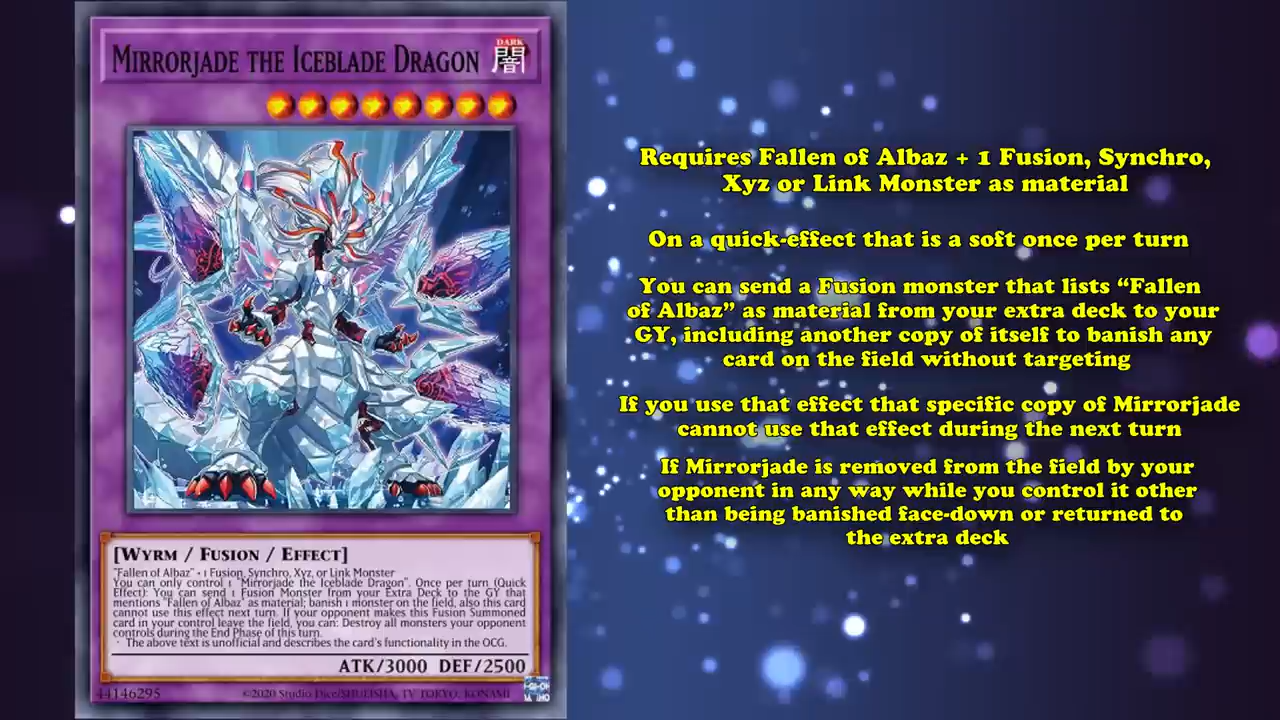 MIRRORJADE THE ICEBLADE DRAGON
DARK
闇
[WYRM / FUSION / EFFECT]
"Fallen of Albaz" + 1 Fusion, Synchro, Xyz, or Link Monster
You can only control 1 "Mirrorjade the Iceblade Dragon". Once per turn (Quick
Effect): You can send 1 Fusion Monster from your Extra Deck to the GY that
mentions "Fallen of Albaz" as material; banish 1 monster on the field, also this card
cannot use this effect next turn. If your opponent makes this Fusion Summoned
card in your control leave the field, you can: Destroy all monsters your opponent
controls during the End Phase of this turn.
· The above text is unofficial and describes the card's functionality in the OCG.
ATK/3000 DEF/2500
44146295
©2020 Studio Dice/SHUEISHA, TV TOKYO, KONAMI
Requires Fallen of Albaz + 1 Fusion, Synchro,
Xyz or Link Monster as material
On a quick-effect that is a soft once per turn
You can send a Fusion monster that lists “Fallen
of Albaz” as material from your extra deck to your
GY, including another copy of itself to banish any
card on the field without targeting
If you use that effect that specific copy of Mirrorjade
cannot use that effect during the next turn
If Mirrorjade is removed from the field by your
opponent in any way while you control it other
than being banished face-down or returned to
the extra deck